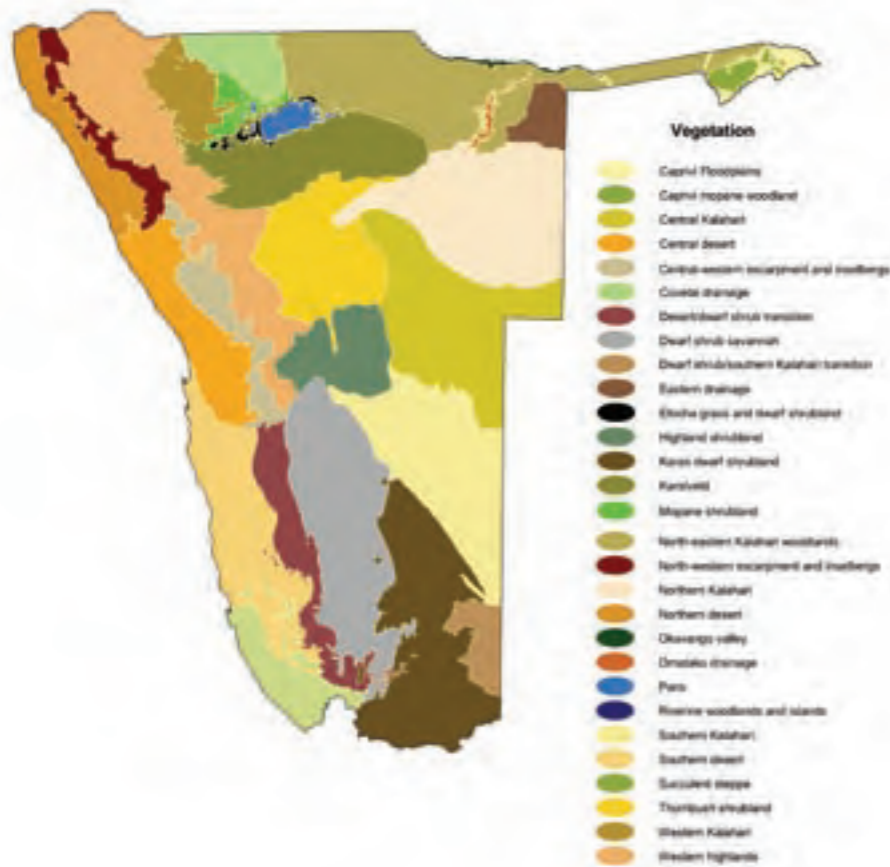 Vegetation
Caprivi Floodplains
Caprivi mopane woodland
Central Kalahari
Central desert
Central-western escarpment and inselbergs
Cuvelai drainage
Desert/dwarf shrub transition
Dwarf shrub savannah
Dwarf shrub/southern Kalahari transition
Eastern drainage
Etosha grass and dwarf shrubland
Highland shrubland
Karas dwarf shrubland
Karstveld
Mopane shrubland
North-eastern Kalahari woodlands
North-western escarpment and inselbergs
Northern Kalahari
Northern desert
Okavango valley
Omatako drainage
Pans
Riverine woodlands and islands
Southern Kalahari
Southern desert
Succulent steppe
Thornbush shrubland
Western Kalahari
Western highlands